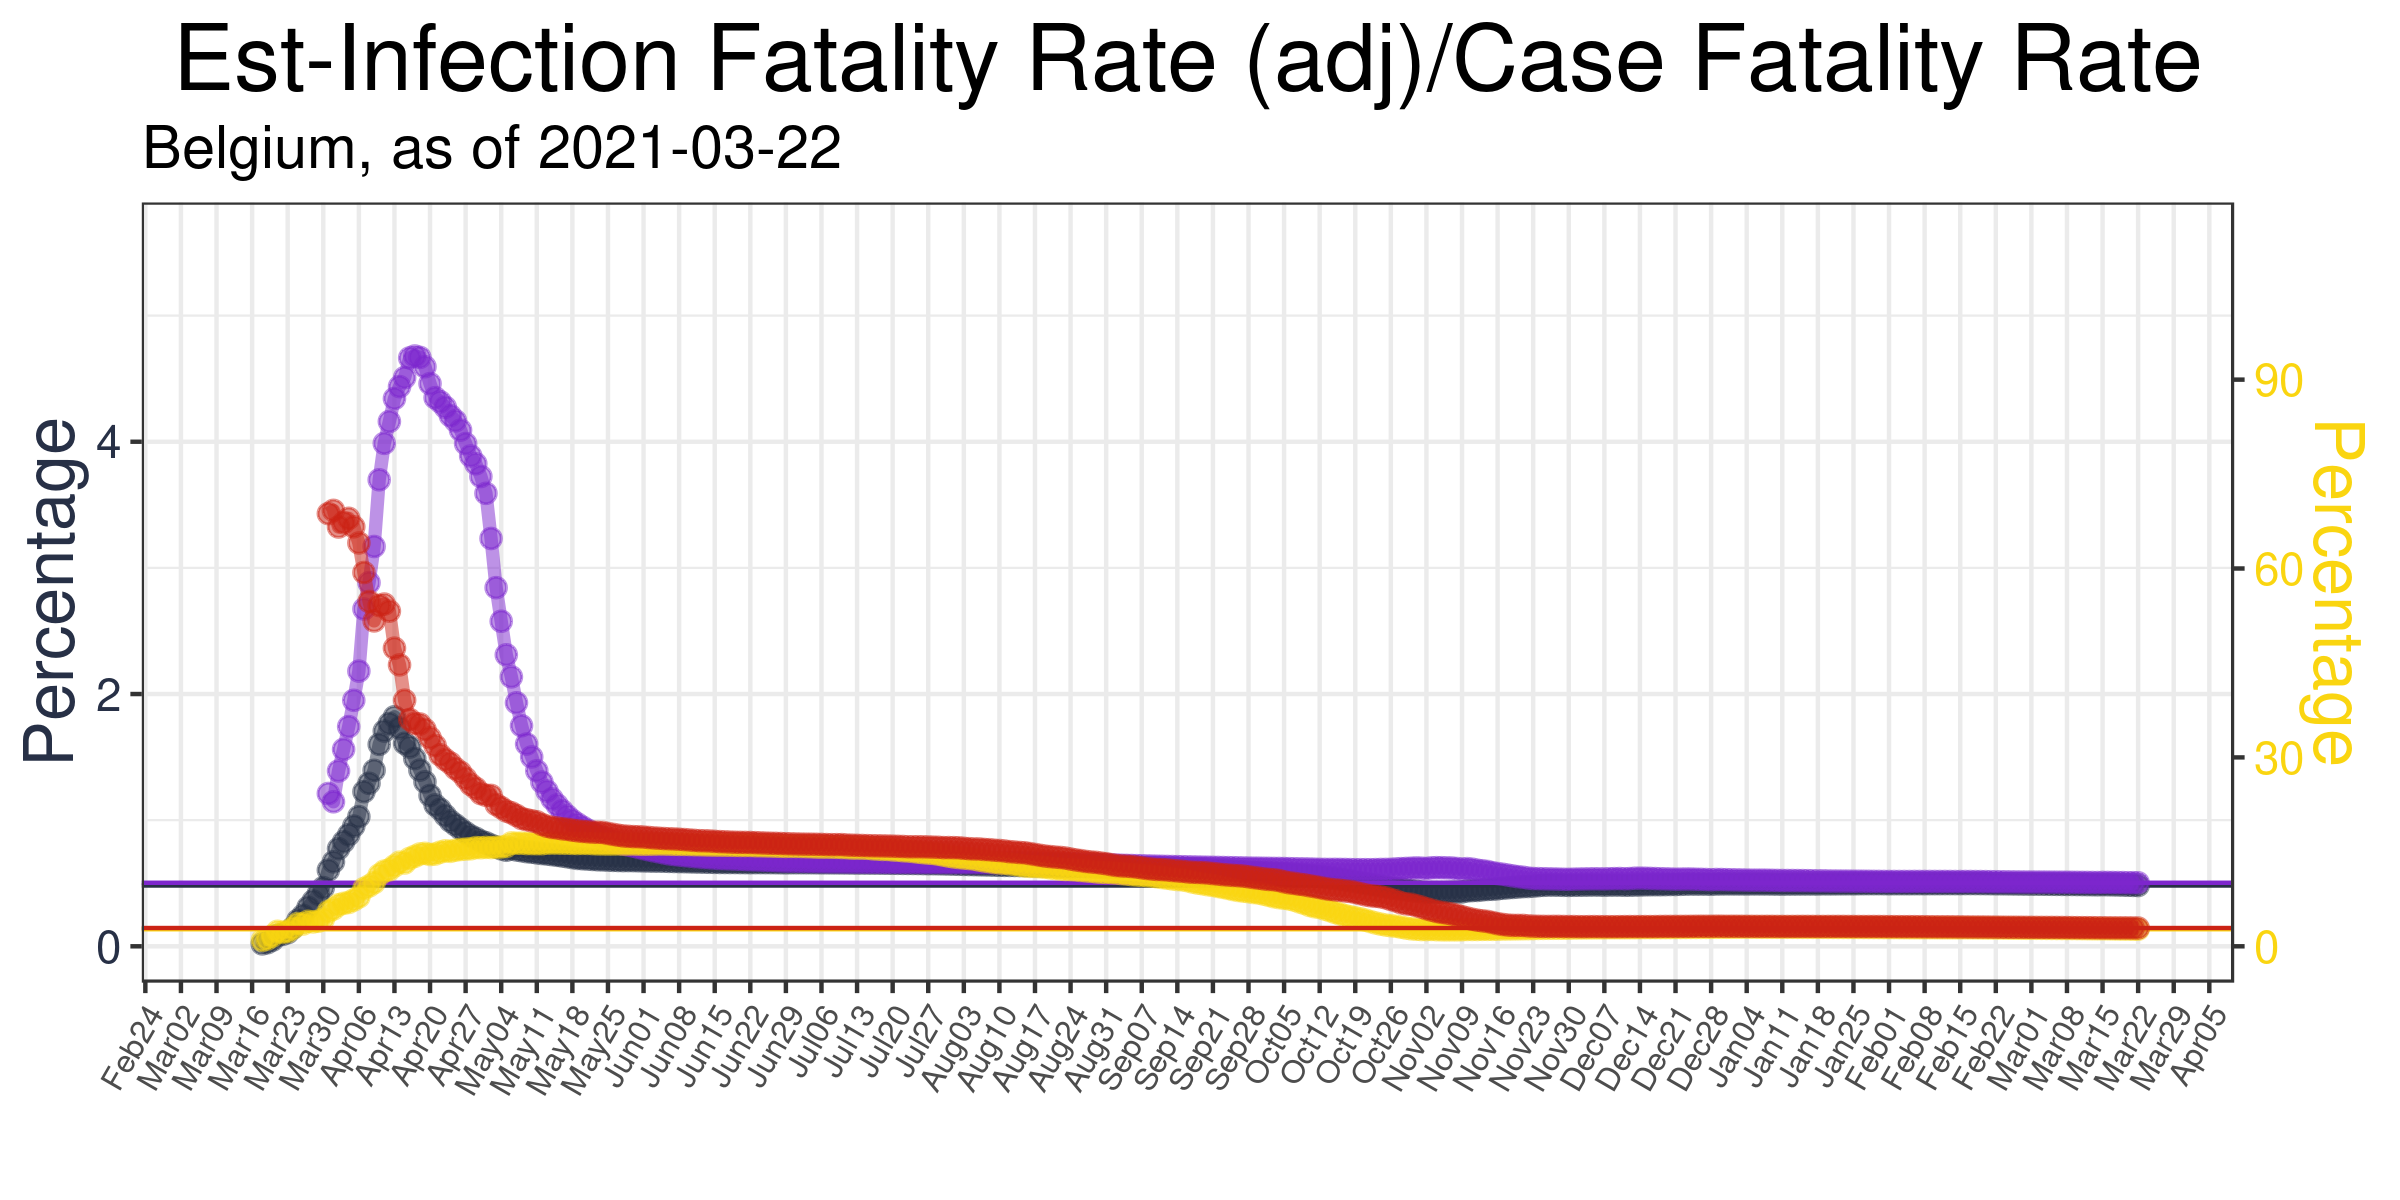 Est-Infection Fatality Rate (adj)/Case Fatality Rate
Belgium, as of 2021-03-22
Percentage
4
2
0
90
60
30
0
Percentage
Feb24
Mar02
Mar09
Mar16
Mar23
Mar30
Apr06
Apr13
Apr20
Apr27
May04
May11
May18
May25
Jun01
Jun08
Jun15
Jun22
Jun29
Jul06
Jul13
Jul20
Jul27
Aug03
Aug10
Aug17
Aug24
Aug31
Sep07
Sep14
Sep21
Sep28
Oct05
Oct12
Oct19
Oct26
Nov02
Nov09
Nov16
Nov23
Nov30
Dec07
Dec14
Dec21
Dec28
Jan04
Jan11
Jan18
Jan25
Feb01
Feb08
Feb15
Feb22
Mar01
Mar08
Mar15
Mar22
Mar29
Apr05